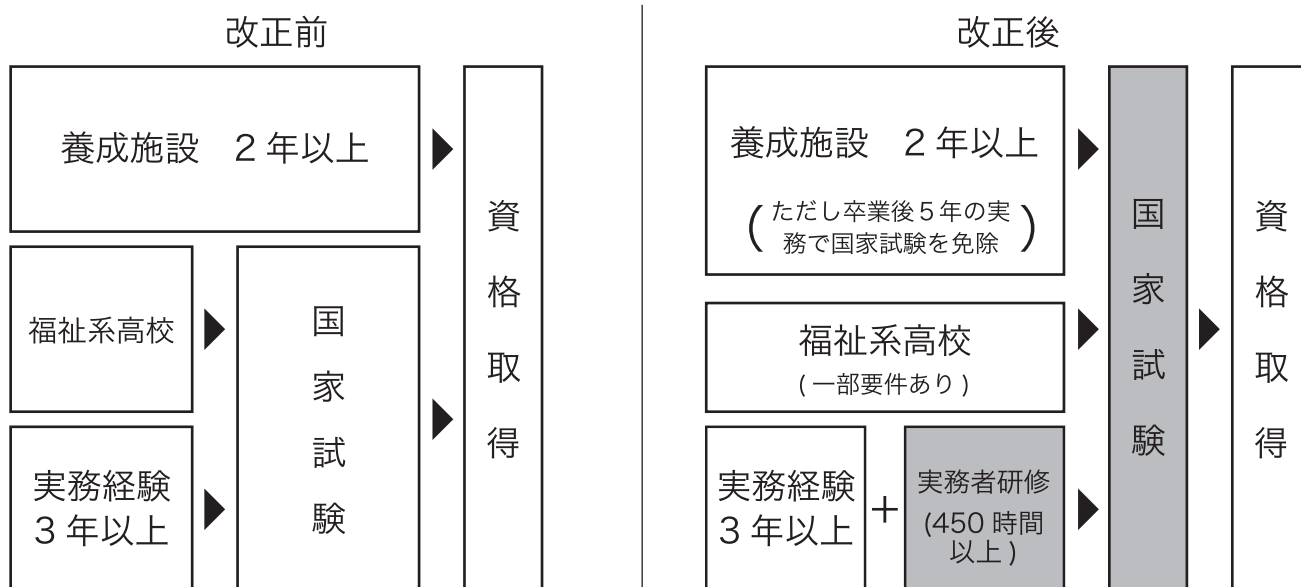 改正前
養成施設　2年以上
福祉系高校
実務経験
3年以上
国家試験
資格取得
改正後
養成施設　2年以上
(ただし卒業後5年の実
務で国家試験を免除)
福祉系高校
(一部要件あり)
実務経験
3年以上
+
実務者研修
(450時間
以上)
国家試験
資格取得